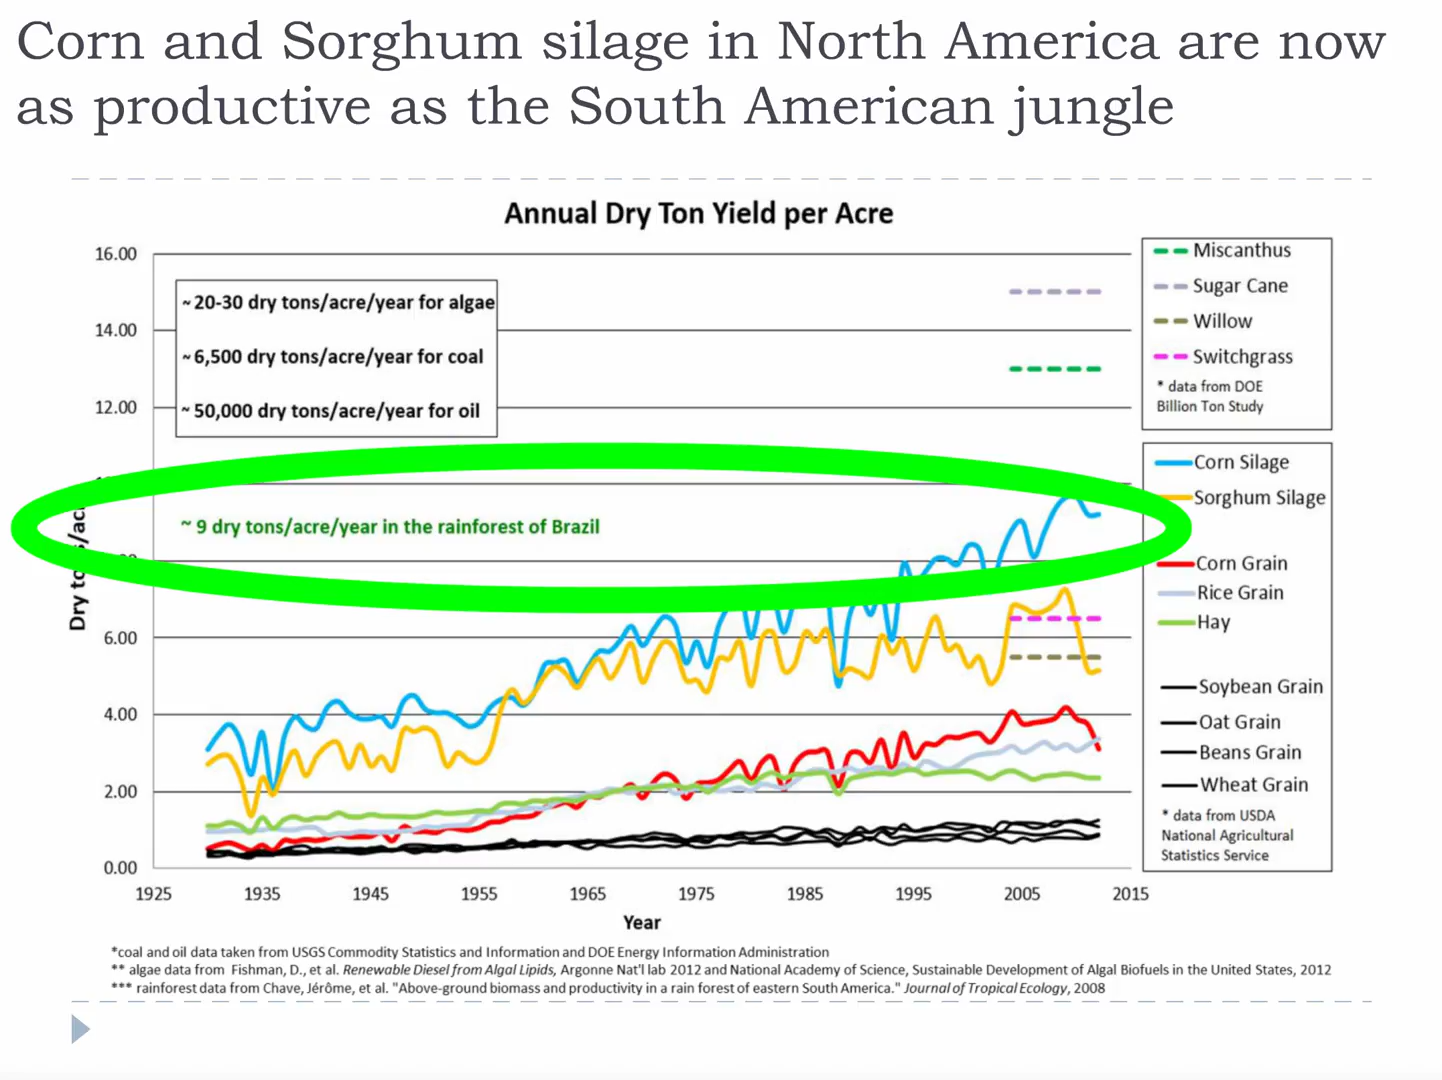 Corn and Sorghum silage in North America are now
as productive as the South American jungle
Annual Dry Ton Yield per Acre
16.00
14.00
12.00
6.00
4.00
2.00
0.00
~ 20-30 dry tons/acre/year for algae
~ 6,500 dry tons/acre/year for coal
~ 50,000 dry tons/acre/year for oil
~ 9 dry tons/acre/year in the rainforest of Brazil
1925 1935 1945 1955 1965 1975 1985 1995 2005 2015
Year
Miscanthus
Sugar Cane
Willow
Switchgrass
* data from DOE
Billion Ton Study
Corn Silage
Sorghum Silage
Corn Grain
Rice Grain
Hay
Soybean Grain
Oat Grain
Beans Grain
Wheat Grain
* data from USDA
National Agricultural
Statistics Service
*coal and oil data taken from USGS Commodity Statistics and Information and DOE Energy Information Administration
** algae data from Fishman, D., et al. Renewable Diesel from Algal Lipids, Argonne Nat'l lab 2012 and National Academy of Science, Sustainable Development of Algal Biofuels in the United States, 2012
*** rainforest data from Chave, Jérôme, et al. "Above-ground biomass and productivity in a rain forest of eastern South America." Journal of Tropical Ecology, 2008